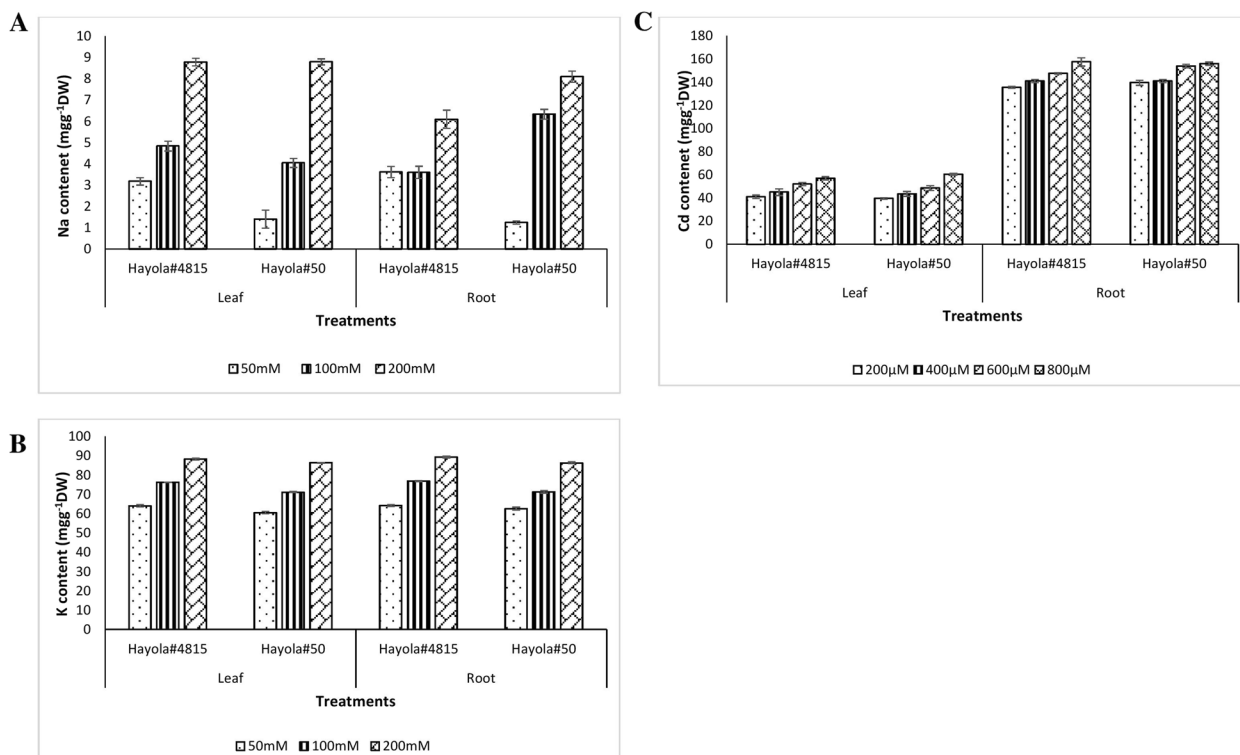 A
Na contenet (mgg⁻¹DW)
10
9
8
7
6
5
4
3
2
1
0
Hayola#4815 Hayola#50 Hayola#4815 Hayola#50
Leaf Root
Treatments
50mM 100mM 200mM
B
K content (mgg⁻¹DW)
100
90
80
70
60
50
40
30
20
10
0
Hayola#4815 Hayola#50 Hayola#4815 Hayola#50
Leaf Root
Treatments
50mM 100mM 200mM
C
Cd contenet (mgg⁻¹DW)
180
160
140
120
100
80
60
40
20
0
Hayola#4815 Hayola#50 Hayola#4815 Hayola#50
Leaf Root
Treatments
200µM 400µM 600µM 800µM